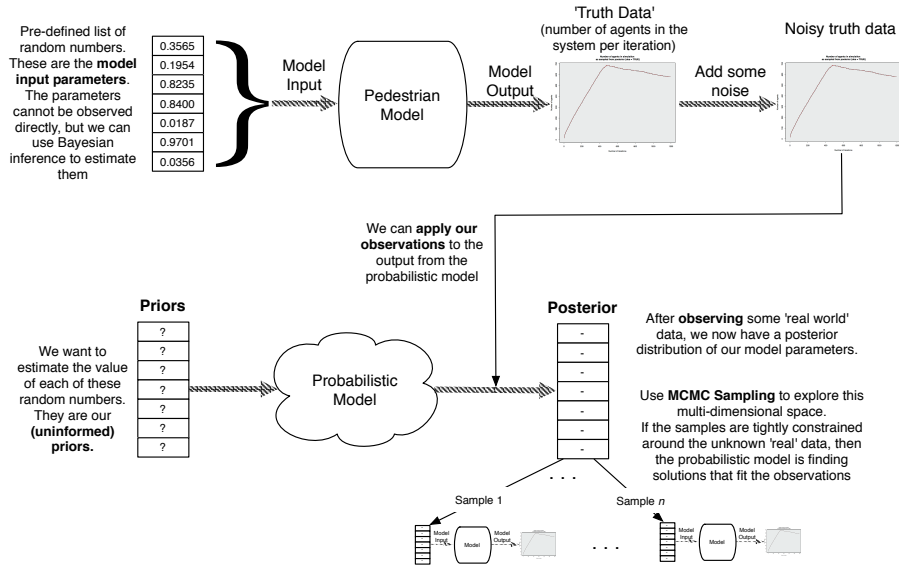 Pre-defined list of
random numbers.
These are the model
input parameters.
The parameters
cannot be observed
directly, but we can
use Bayesian
inference to estimate
them
0.3565
0.1954
0.8235
0.8400
0.0187
0.9701
0.0356
Model
Input
Pedestrian
Model
Model
Output
'Truth Data'
(number of agents in the
system per iteration)
Add some
noise
Noisy truth data
We can apply our
observations to the
output from the
probabilistic model
Priors
?
?
?
?
?
?
?
We want to
estimate the value
of each of these
random numbers.
They are our
(uninformed)
priors.
Probabilistic
Model
Posterior
-
-
-
-
-
-
-
After observing some 'real world'
data, we now have a posterior
distribution of our model parameters.
Use MCMC Sampling to explore this
multi-dimensional space.
If the samples are tightly constrained
around the unknown 'real' data, then
the probabilistic model is finding
solutions that fit the observations
. . .
Sample 1
Sample n
Model
Input
Model
Model
Output
. . .
Model
Input
Model
Model
Output